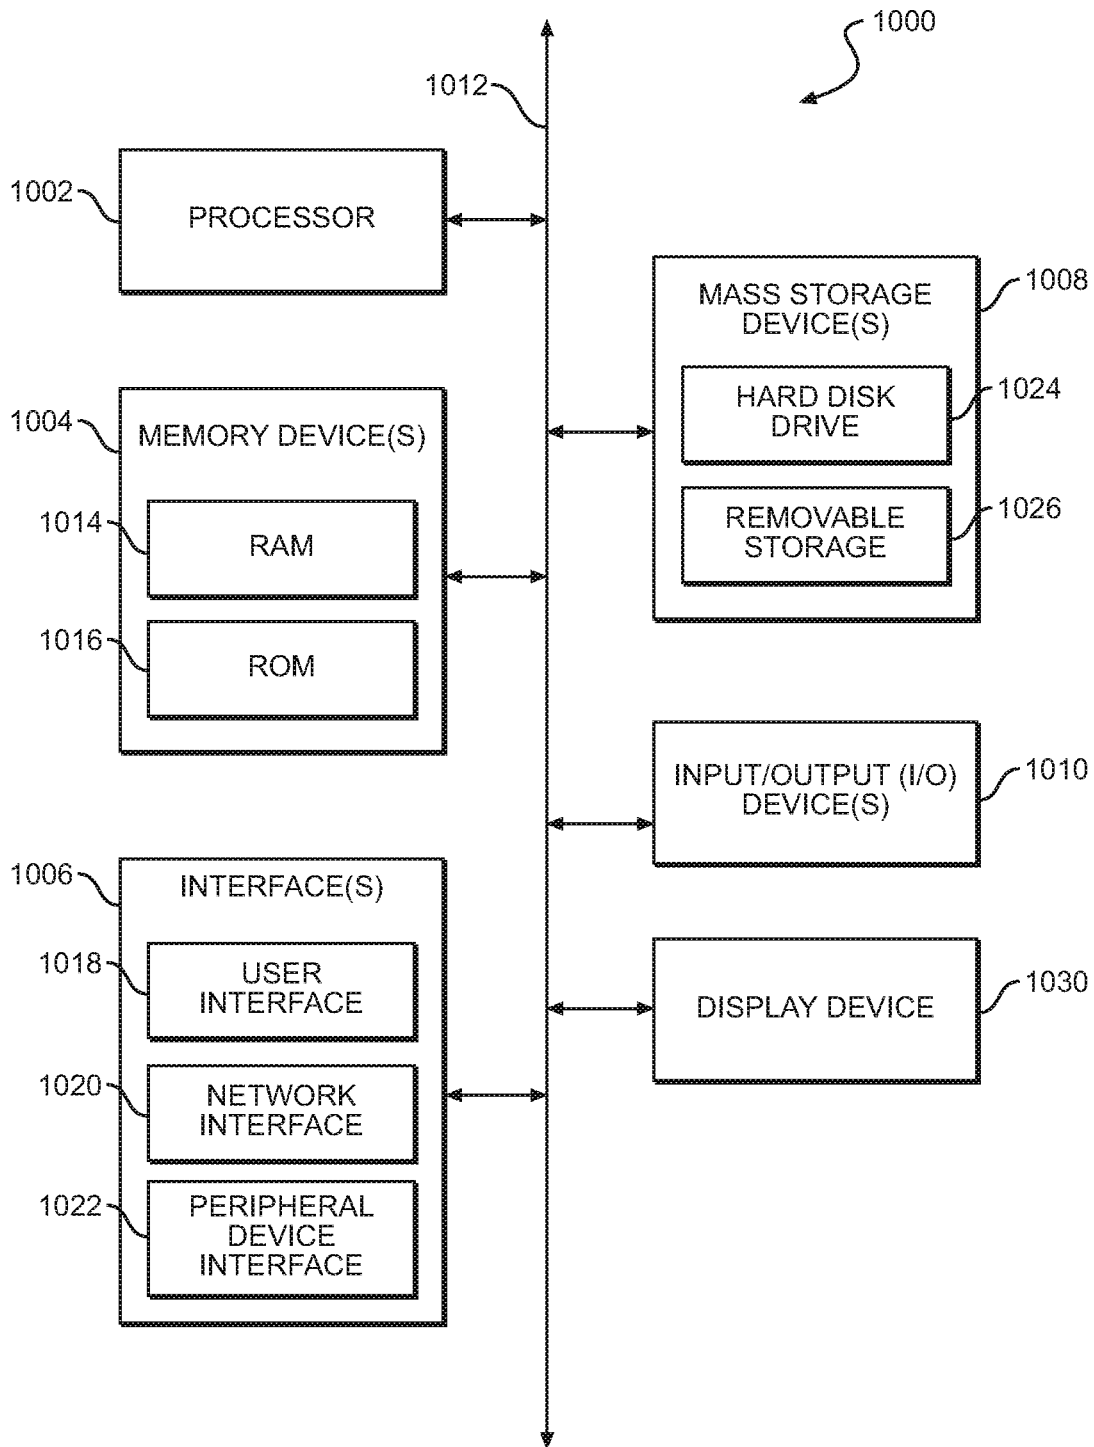 1000
1012
1002
PROCESSOR
MASS STORAGE
DEVICE(S)
1008
HARD DISK
DRIVE
1024
REMOVABLE
STORAGE
1026
1004
MEMORY DEVICE(S)
1014
RAM
1016
ROM
INPUT/OUTPUT (I/O)
DEVICE(S)
1010
1006
INTERFACE(S)
1018
USER
INTERFACE
1020
NETWORK
INTERFACE
1022
PERIPHERAL
DEVICE
INTERFACE
DISPLAY DEVICE
1030